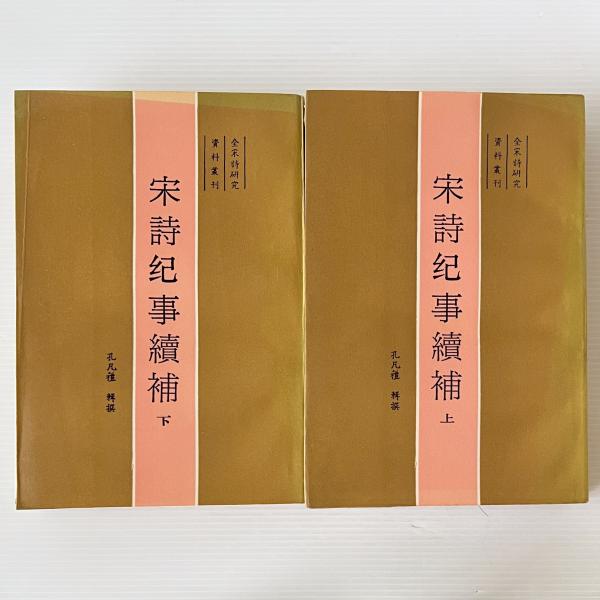 全宋詩研究
資料叢刊
宋詩纪事續補
上
孔凡禮 輯撰
全宋詩研究
資料叢刊
宋詩纪事續補
下
孔凡禮 輯撰